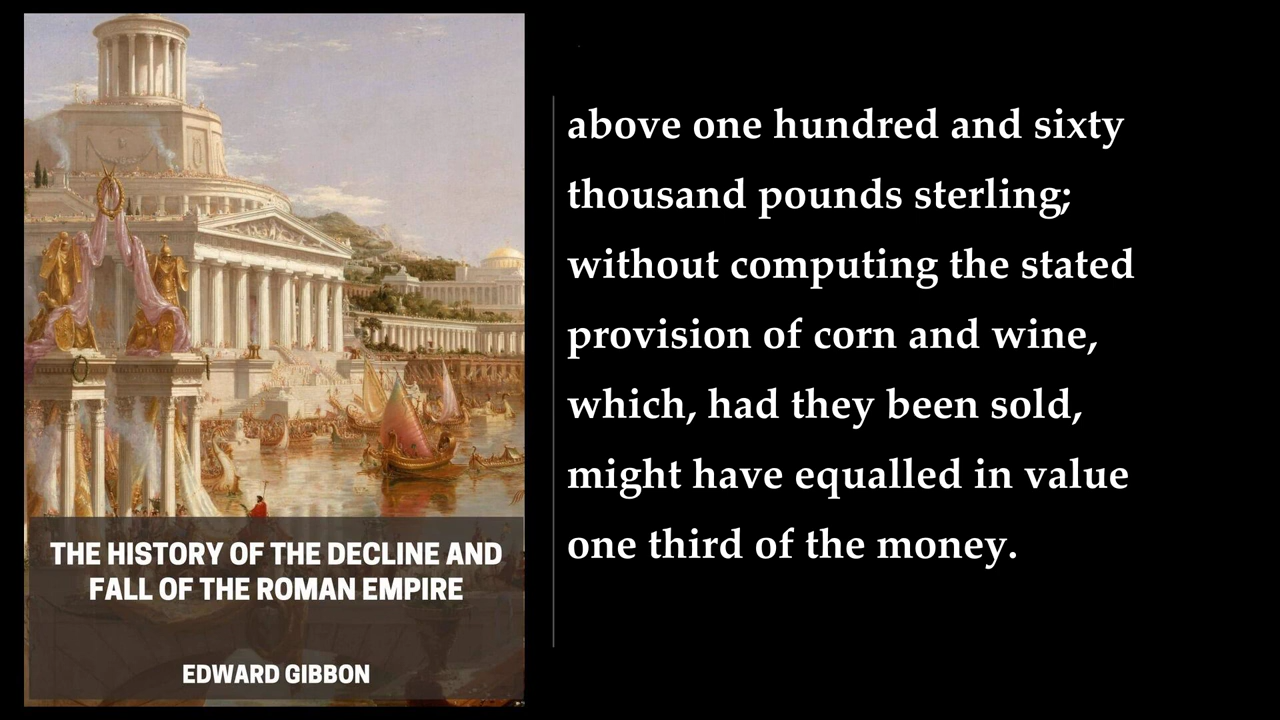 THE HISTORY OF THE DECLINE AND
FALL OF THE ROMAN EMPIRE
EDWARD GIBBON
above one hundred and sixty
thousand pounds sterling;
without computing the stated
provision of corn and wine,
which, had they been sold,
might have equalled in value
one third of the money.